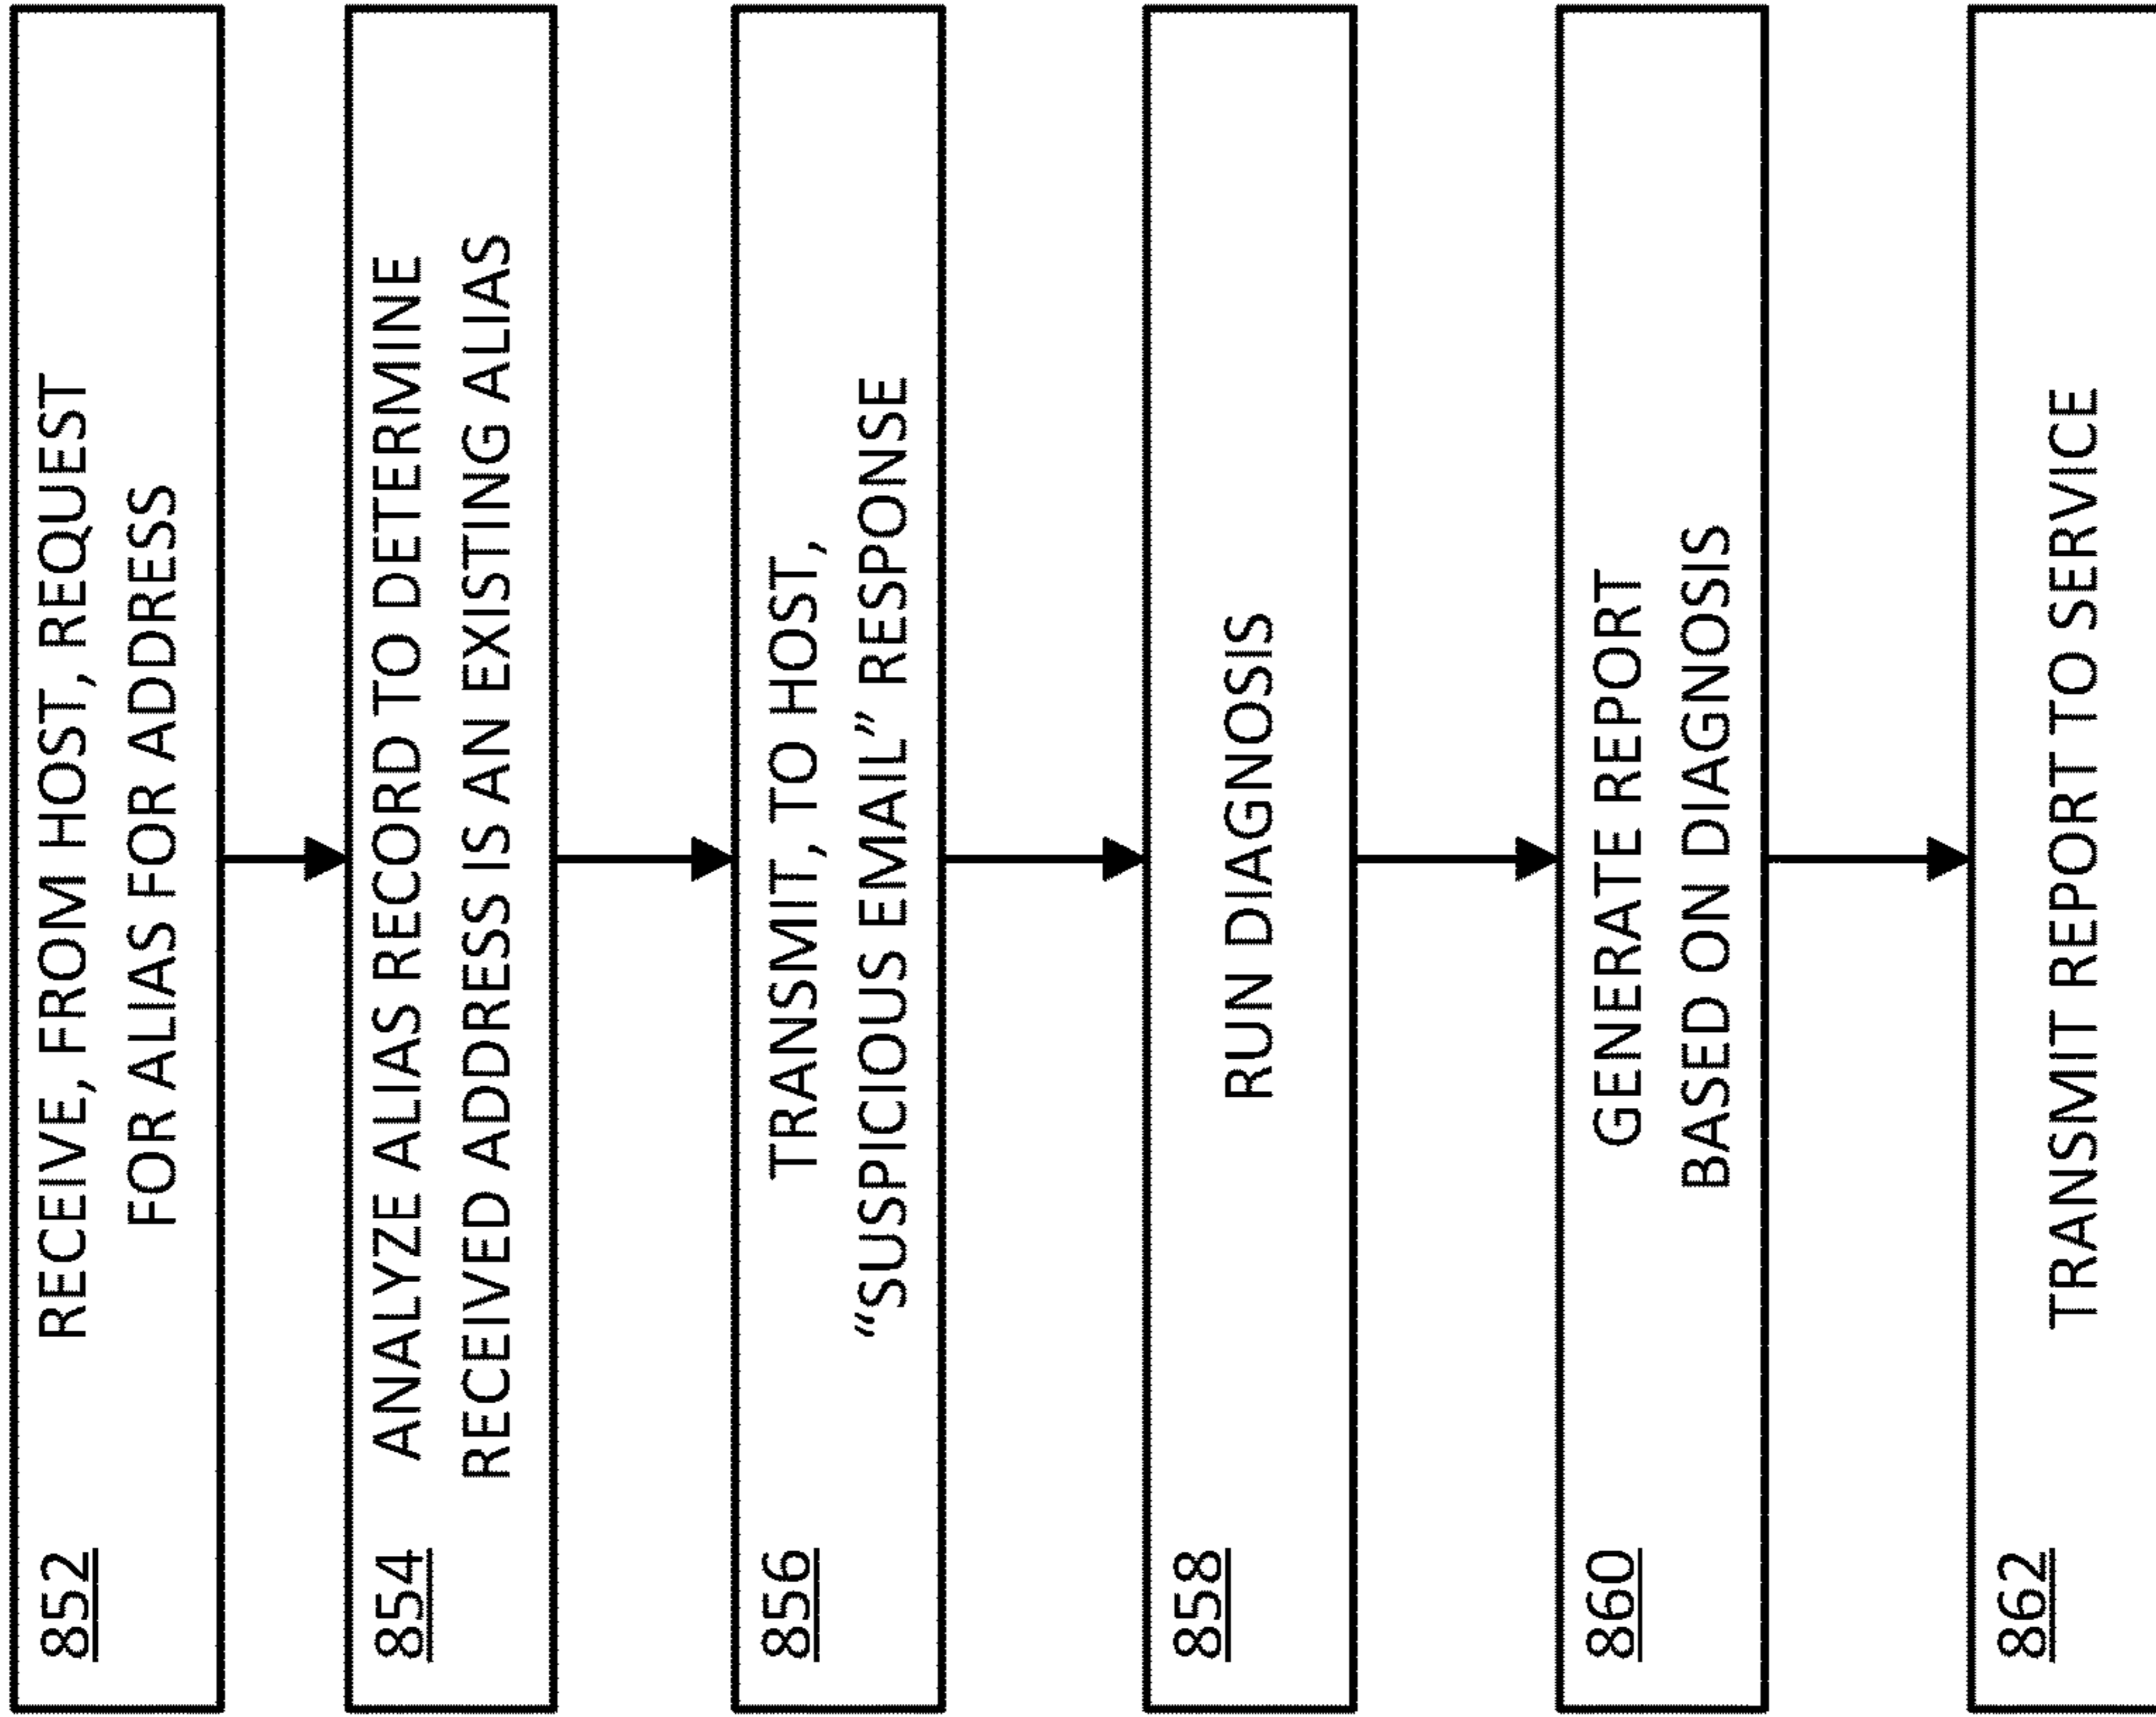 852 RECEIVE, FROM HOST, REQUEST
FOR ALIAS FOR ADDRESS
854 ANALYZE ALIAS RECORD TO DETERMINE
RECEIVED ADDRESS IS AN EXISTING ALIAS
856 TRANSMIT, TO HOST,
“SUSPICIOUS EMAIL” RESPONSE
858
RUN DIAGNOSIS
860 GENERATE REPORT
BASED ON DIAGNOSIS
862
TRANSMIT REPORT TO SERVICE